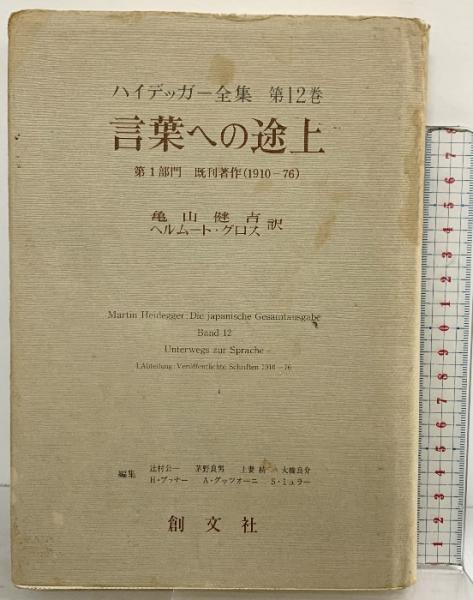 ハイデッガー全集 第12巻
言葉への途上
第1部門 既刊著作(1910－76)
亀山健吉
ヘルムート・グロス 訳
Martin Heidegger: Die japanische Gesamtausgabe
Band 12
Unterwegs zur Sprache
I.Abteilung: Veröffentlichte Schriften 1910－76
編集 辻村公一 茅野良男 上妻精 大橋良介
H・ブァナー A・グッツオーニ S・ミュラー
創文社